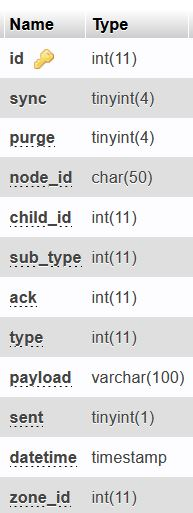 Name Type
id int(11)
sync tinyint(4)
purge tinyint(4)
node_id char(50)
child_id int(11)
sub_type int(11)
ack int(11)
type int(11)
payload varchar(100)
sent tinyint(1)
datetime timestamp
zone_id int(11)